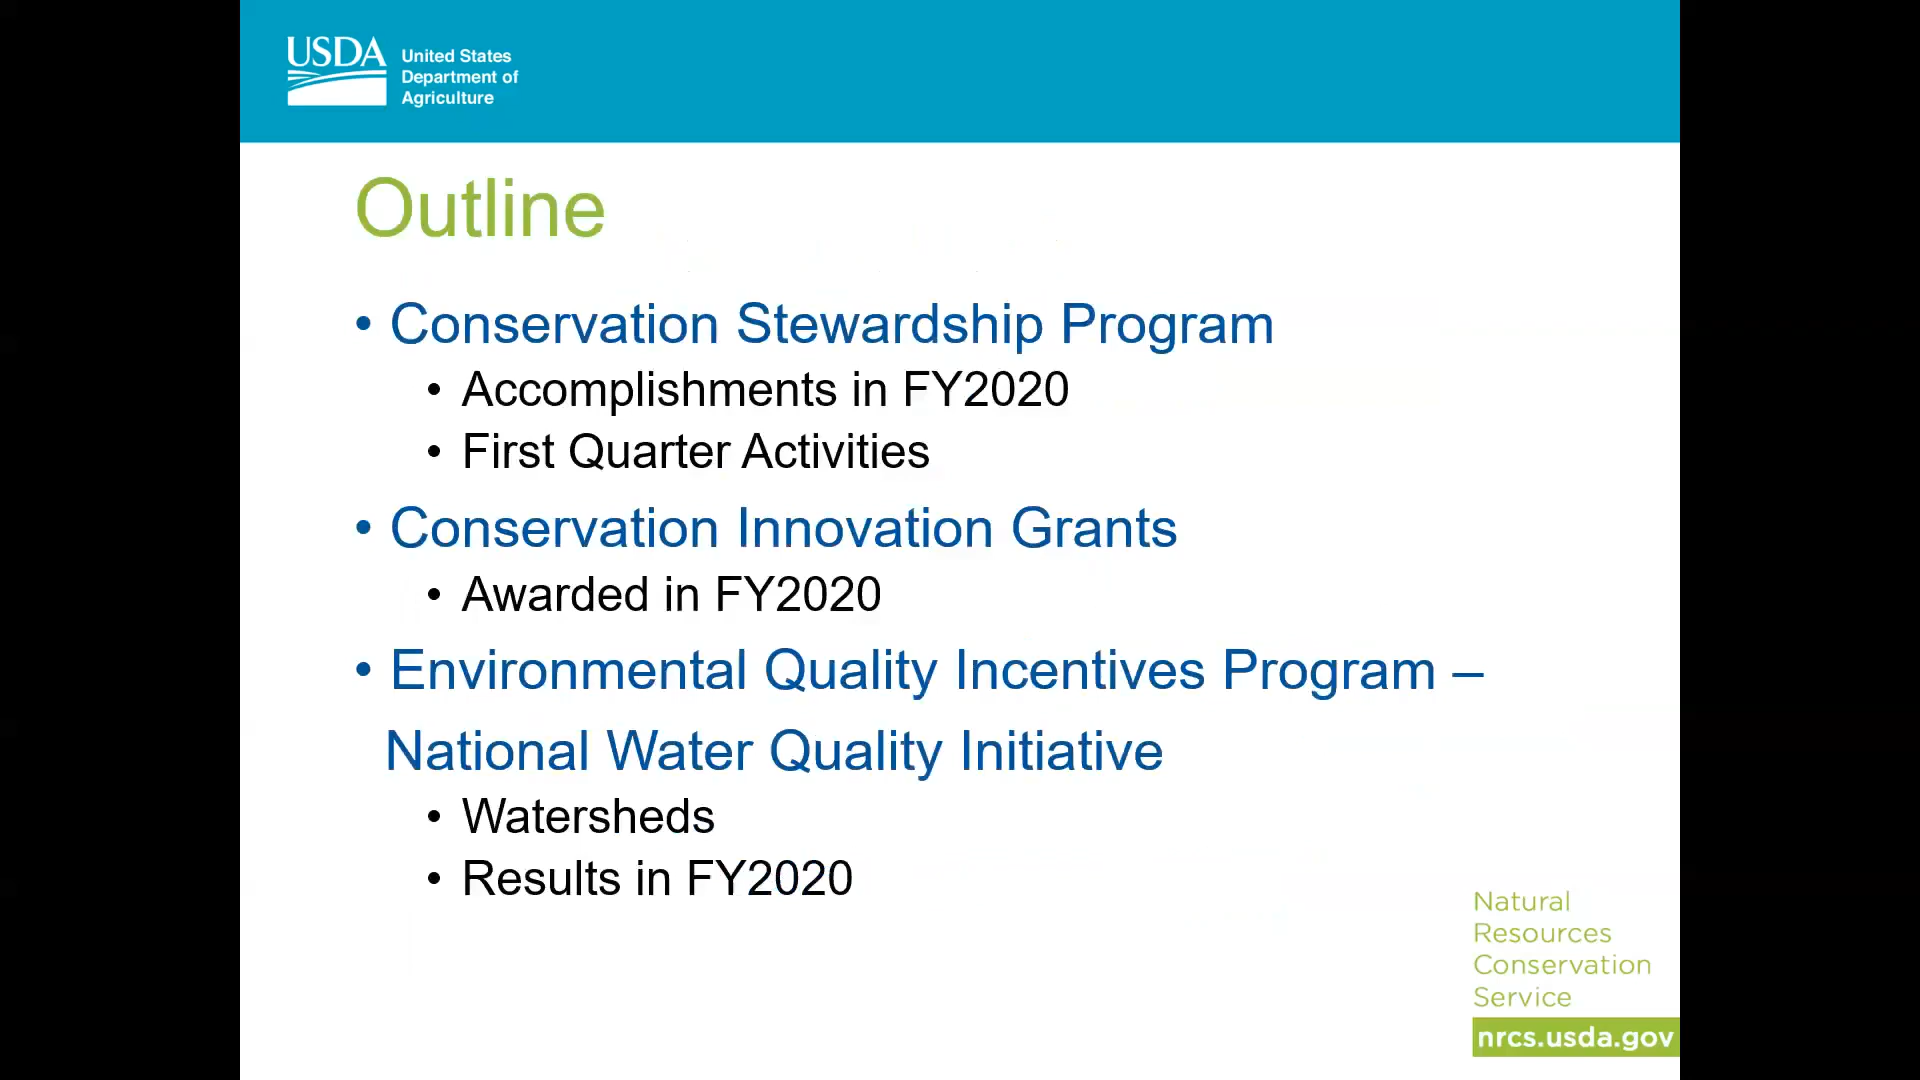 USDA
United States
Department of
Agriculture
Outline
• Conservation Stewardship Program
• Accomplishments in FY2020
• First Quarter Activities
• Conservation Innovation Grants
• Awarded in FY2020
• Environmental Quality Incentives Program –
National Water Quality Initiative
• Watersheds
• Results in FY2020
Natural
Resources
Conservation
Service
nrcs.usda.gov